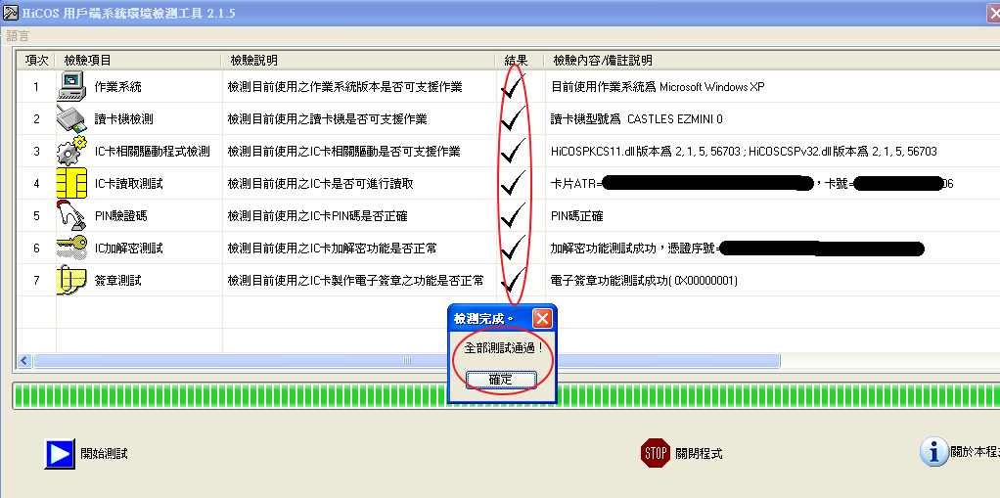 HiCOS 用戶端系統環境檢測工具 2.1.5
語言
項次 檢驗項目 檢驗說明 結果 檢驗內容/備註說明
1 作業系統 檢測目前使用之作業系統版本是否可支援作業 目前使用作業系統為 Microsoft Windows XP
2 讀卡機檢測 檢測目前使用之讀卡機是否可支援作業 讀卡機型號為 CASTLES EZMINI 0
3 IC卡相關驅動程式檢測 檢測目前使用之IC卡相關驅動是否可支援作業 HiCOSPKCS11.dll版本為 2, 1, 5, 56703 ; HiCOSCSPv32.dll版本為 2, 1, 5, 56703
4 IC卡讀取測試 檢測目前使用之IC卡是否可進行讀取 卡片ATR= ，卡號= 06
5 PIN驗證碼 檢測目前使用之IC卡PIN碼是否正確 PIN碼正確
6 IC加解密測試 檢測目前使用之IC卡加解密功能是否正常 加解密功能測試成功，憑證序號=
7 簽章測試 檢測目前使用之IC卡製作電子簽章之功能是否正常 電子簽章功能測試成功( 0X00000001)
檢測完成。
全部測試通過！
確定
開始測試 STOP 關閉程式 關於本程式